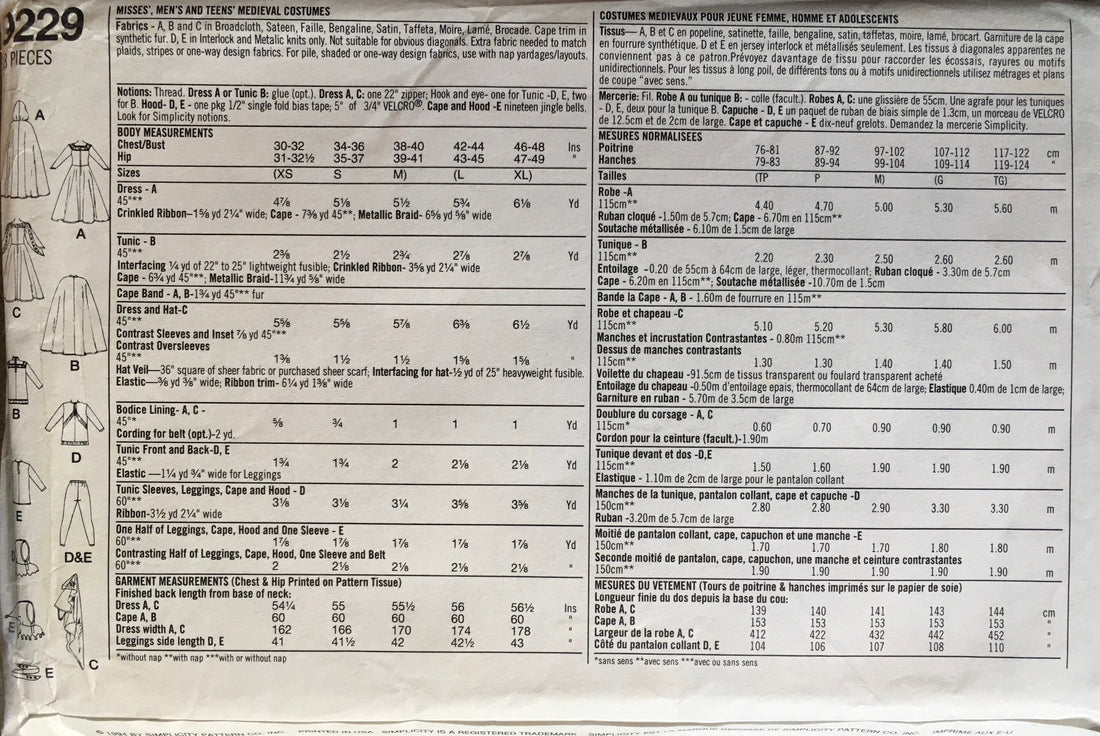 9229
PIECES
A
A
C
B
B
D
E
D&E
E
E
C
MISSES', MEN'S AND TEENS' MEDIEVAL COSTUMES
Fabrics - A, B and C in Broadcloth, Sateen, Faille, Bengaline, Satin, Taffeta, Moire, Lamé, Brocade. Cape trim in
synthetic fur. D, E in Interlock and Metalic knits only. Not suitable for obvious diagonals. Extra fabric needed to match
plaids, stripes or one-way design fabrics. For pile, shaded or one-way design fabrics, use with nap yardages/layouts.
Notions: Thread. Dress A or Tunic B: glue (opt.). Dress A, C: one 22" zipper; Hook and eye- one for Tunic -D, E, two
for B. Hood- D, E - one pkg 1/2" single fold bias tape; 5" of 3/4" VELCRO®. Cape and Hood -E nineteen jingle bells.
Look for Simplicity notions.
BODY MEASUREMENTS
Chest/Bust 30-32 34-36 38-40 42-44 46-48 Ins
Hip 31-32½ 35-37 39-41 43-45 47-49 "
Sizes (XS S M) (L XL)
Dress - A
45"** 4⅞ 5⅛ 5½ 5¾ 6⅛ Yd
Crinkled Ribbon–1⅝ yd 2¼" wide; Cape - 7⅜ yd 45**; Metallic Braid- 6⅝ yd ⅝" wide
Tunic - B
45"** 2⅜ 2½ 2¾ 2⅞ 2⅞ Yd
Interfacing ¼ yd of 22" to 25" lightweight fusible; Crinkled Ribbon- 3⅝ yd 2¼" wide
Cape - 6¾ yd 45"**; Metallic Braid-11¾ yd ⅝" wide
Cape Band - A, B-1¾ yd 45"** fur
Dress and Hat-C
45"** 5⅝ 5⅝ 5⅞ 6⅜ 6½ Yd
Contrast Sleeves and Inset ⅞ yd 45"**
Contrast Oversleeves
45"** 1⅜ 1½ 1½ 1⅝ 1⅝ "
Hat Veil—36" square of sheer fabric or purchased sheer scarf; Interfacing for hat-½ yd of 25" heavyweight fusible.
Elastic—⅜ yd ⅜" wide; Ribbon trim- 6¼ yd 1⅜" wide
Bodice Lining- A, C -
45"* ⅝ ¾ 1 1 1 Yd
Cording for belt (opt.)-2 yd.
Tunic Front and Back-D, E
45"** 1¾ 1¾ 2 2⅛ 2⅛ Yd
Elastic —1¼ yd ¾" wide for Leggings
Tunic Sleeves, Leggings, Cape and Hood - D
60"** 3⅛ 3⅛ 3¼ 3⅝ 3⅝ Yd
Ribbon-3½ yd 2¼" wide
One Half of Leggings, Cape, Hood and One Sleeve - E
60"** 1⅞ 1⅞ 1⅞ 1⅞ 1⅞ Yd
Contrasting Half of Leggings, Cape, Hood, One Sleeve and Belt
60"** 2 2⅛ 2⅛ 2⅛ 2⅛ "
GARMENT MEASUREMENTS (Chest & Hip Printed on Pattern Tissue)
Finished back length from base of neck:
Dress A, C 54¼ 55 55½ 56 56½ Ins
Cape A, B 60 60 60 60 60 "
Dress width A, C 162 166 170 174 178 "
Leggings side length D, E 41 41½ 42 42½ 43 "
*without nap **with nap ***with or without nap
COSTUMES MEDIEVAUX POUR JEUNE FEMME, HOMME ET ADOLESCENTS
Tissus— A, B et C en popeline, satinette, faille, bengaline, satin, taffetas, moire, lamé, brocart. Garniture de la cape
en fourrure synthétique. D et E en jersey interlock et métallisés seulement. Les tissus à diagonales apparentes ne
conviennent pas à ce patron.Prévoyez davantage de tissu pour raccorder les écossais, rayures ou motifs
unidirectionnels. Pour les tissus à long poil, de différents tons ou à motifs unidirectionnels utilisez métrages et plans
de coupe "avec sens."
Mercerie: Fil. Robe A ou tunique B: - colle (facult.). Robes A, C: une glissière de 55cm. Une agrafe pour les tuniques
- D, E, deux pour la tunique B. Capuche - D, E un paquet de ruban de biais simple de 1.3cm, un morceau de VELCRO
de 12.5cm et de 2cm de large. Cape et capuche - E dix-neuf grelots. Demandez la mercerie Simplicity.
MESURES NORMALISEES
Poitrine 76-81 87-92 97-102 107-112 117-122 cm
Hanches 79-83 89-94 99-104 109-114 119-124 "
Tailles (TP P M) (G TG)
Robe -A
115cm** 4.40 4.70 5.00 5.30 5.60 m
Ruban cloqué -1.50m de 5.7cm; Cape - 6.70m en 115cm**
Soutache métallisée - 6.10m de 1.5cm de large
Tunique - B
115cm** 2.20 2.30 2.50 2.60 2.60 m
Entoilage -0.20 de 55cm à 64cm de large, léger, thermocollant; Ruban cloqué - 3.30m de 5.7cm
Cape - 6.20m en 115cm**; Soutache métallisée -10.70m de 1.5cm
Bande la Cape - A, B - 1.60m de fourrure en 115m**
Robe et chapeau -C
115cm** 5.10 5.20 5.30 5.80 6.00 m
Manches et incrustation Contrastantes - 0.80m 115cm**
Dessus de manches contrastants
115cm** 1.30 1.30 1.40 1.40 1.50 m
Voilette du chapeau -91.5cm de tissus transparent ou foulard transparent acheté
Entoilage du chapeau -0.50m d'entoilage epais, thermocollant de 64cm de large; Elastique 0.40m de 1cm de large;
Garniture en ruban - 5.70m de 3.5cm de large
Doublure du corsage - A, C
115cm* 0.60 0.70 0.90 0.90 0.90 m
Cordon pour la ceinture (facult.)-1.90m
Tunique devant et dos -D,E
115cm** 1.50 1.60 1.90 1.90 1.90 m
Elastique - 1.10m de 2cm de large pour le pantalon collant
Manches de la tunique, pantalon collant, cape et capuche -D
150cm** 2.80 2.80 2.90 3.30 3.30 m
Ruban -3.20m de 5.7cm de large
Moitié de pantalon collant, cape, capuchon et une manche -E
150cm** 1.70 1.70 1.70 1.80 1.80 m
Seconde moitié de pantalon, cape, capuchon, une manche et ceinture contrastantes
150cm** 1.90 1.90 1.90 1.90 1.90 m
MESURES DU VETEMENT (Tours de poitrine & hanches imprimés sur le papier de soie)
Longueur finie du dos depuis la base du cou:
Robe A, C 139 140 141 143 144 cm
Cape A, B 153 153 153 153 153 "
Largeur de la robe A, C 412 422 432 442 452 "
Côté du pantalon collant D, E 104 106 107 108 110 "
*sans sens **avec sens ***avec ou sans sens
© 1994 BY SIMPLICITY PATTERN CO. INC. PRINTED IN USA SIMPLICITY IS A REGISTERED TRADEMARK SIMPLICITY EST LA MARQUE DEPOSEE DE SIMPLICITY PATTERN CO. INC. IMPRIME AUX E-U